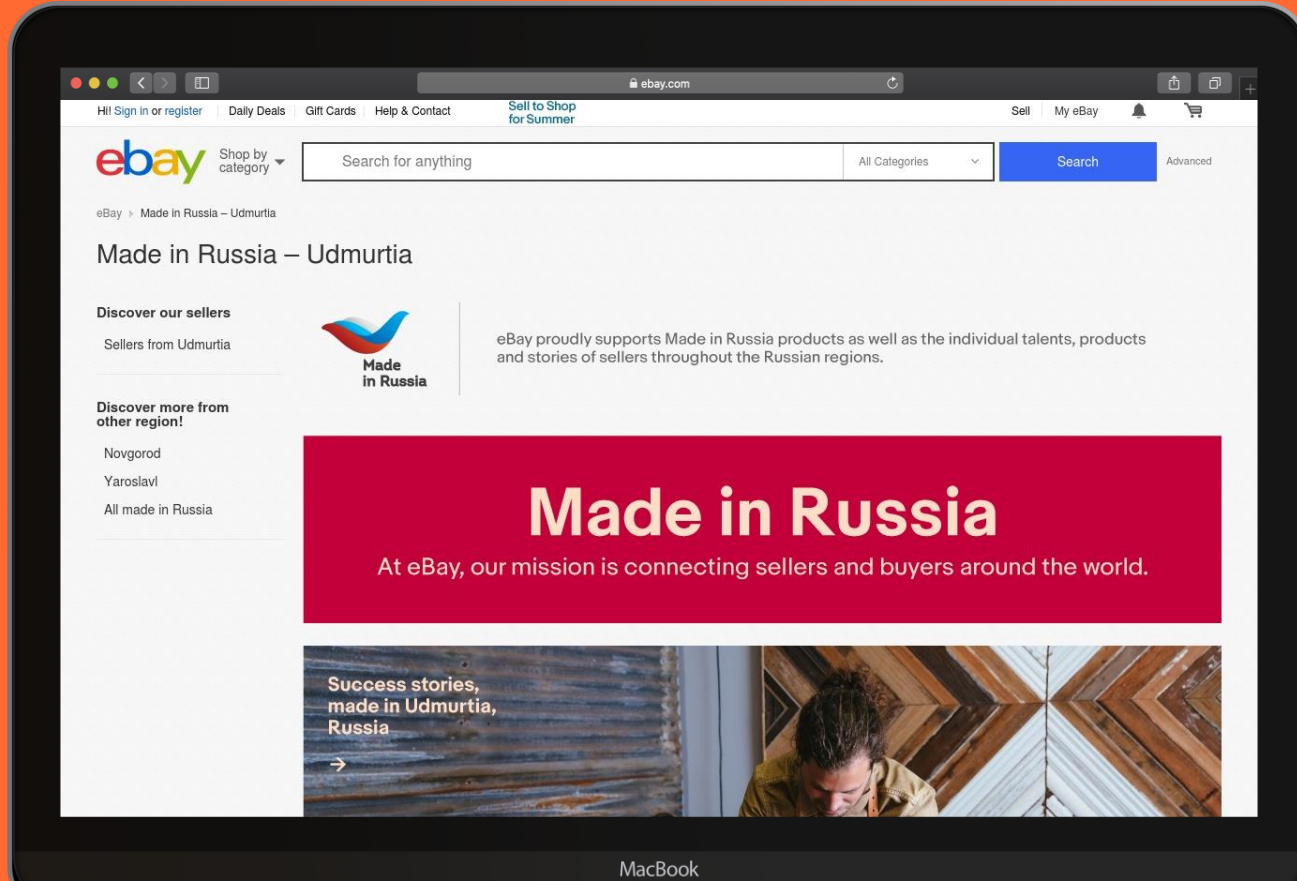 ebay.com
Hi! Sign in or register
Daily Deals
Gift Cards
Help & Contact
Sell to Shop
for Summer
Sell
My eBay
ebay
Shop by
category
Search for anything
All Categories
Search
Advanced
eBay
Made in Russia – Udmurtia
Made in Russia – Udmurtia
Discover our sellers
Sellers from Udmurtia
Discover more from
other region!
Novgorod
Yaroslavl
All made in Russia
Made
in Russia
eBay proudly supports Made in Russia products as well as the individual talents, products
and stories of sellers throughout the Russian regions.
Made in Russia
At eBay, our mission is connecting sellers and buyers around the world.
Success stories,
made in Udmurtia,
Russia
MacBook